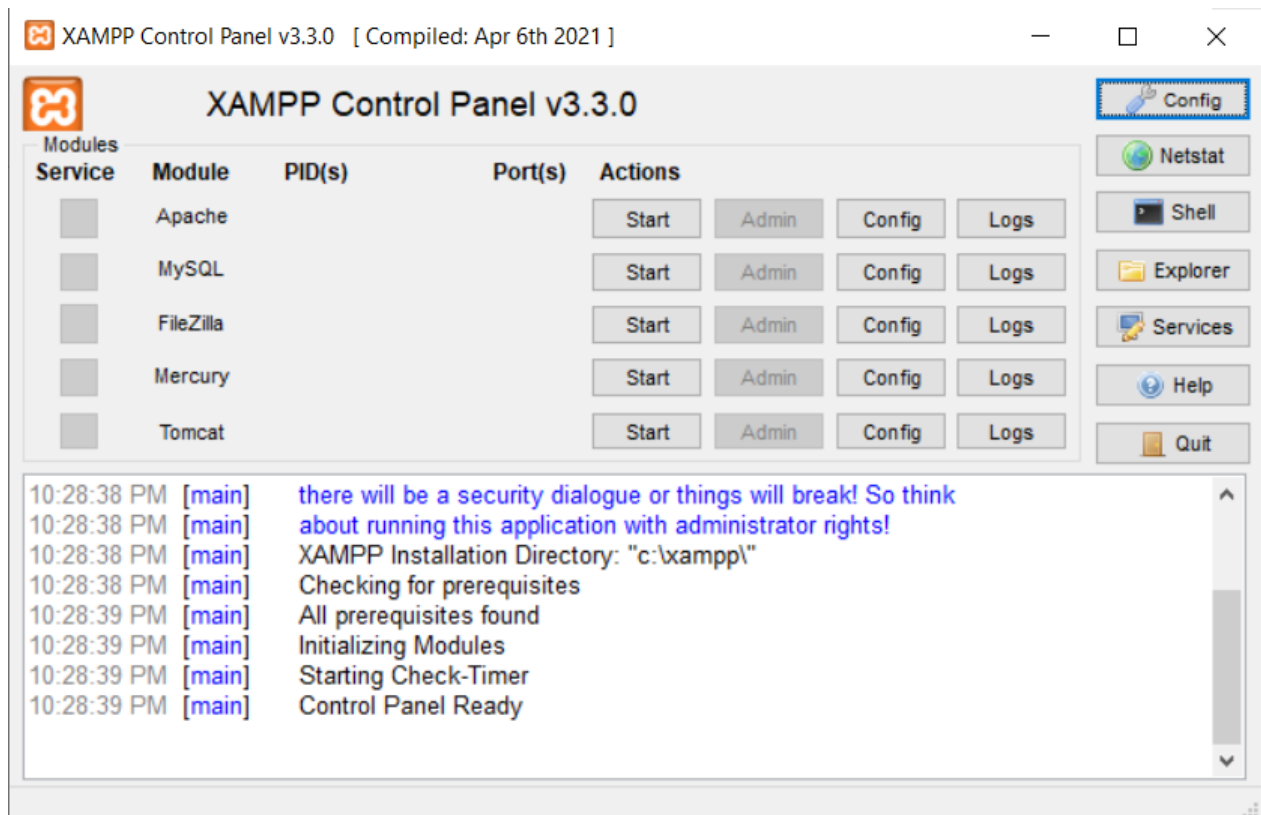 XAMPP Control Panel v3.3.0 [ Compiled: Apr 6th 2021 ]
XAMPP Control Panel v3.3.0
Config
Modules
Service Module PID(s) Port(s) Actions
Netstat
Apache Start Admin Config Logs
Shell
MySQL Start Admin Config Logs
Explorer
FileZilla Start Admin Config Logs
Services
Mercury Start Admin Config Logs
Help
Tomcat Start Admin Config Logs
Quit
10:28:38 PM [main] there will be a security dialogue or things will break! So think
10:28:38 PM [main] about running this application with administrator rights!
10:28:38 PM [main] XAMPP Installation Directory: "c:\xampp\"
10:28:38 PM [main] Checking for prerequisites
10:28:39 PM [main] All prerequisites found
10:28:39 PM [main] Initializing Modules
10:28:39 PM [main] Starting Check-Timer
10:28:39 PM [main] Control Panel Ready